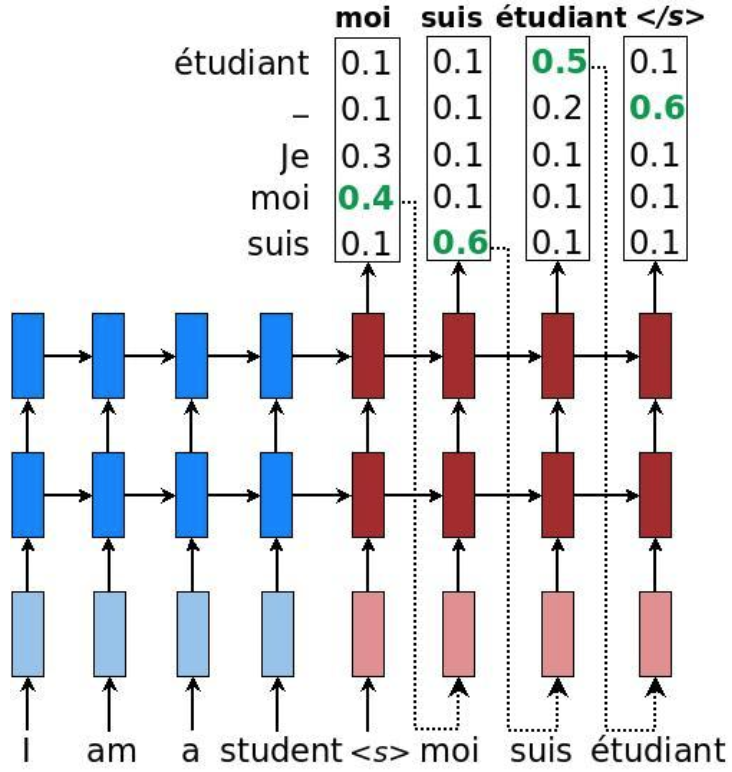 moi suis étudiant </s>
étudiant 0.1 0.1 0.5 0.1
– 0.1 0.1 0.2 0.6
Je 0.3 0.1 0.1 0.1
moi 0.4 0.1 0.1 0.1
suis 0.1 0.6 0.1 0.1
I am a student <s> moi suis étudiant